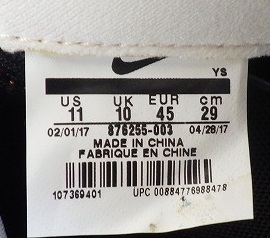 YS
US UK EUR cm
11 10 45 29
02/01/17 876255-003 04/28/17
MADE IN CHINA
FABRIQUE EN CHINE
107369401 UPC 00884776988478